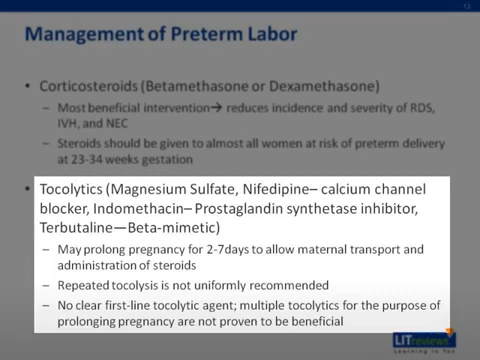 12
Management of Preterm Labor
• Corticosteroids (Betamethasone or Dexamethasone)
– Most beneficial intervention→ reduces incidence and severity of RDS,
IVH, and NEC
– Steroids should be given to almost all women at risk of preterm delivery
at 23-34 weeks gestation
• Tocolytics (Magnesium Sulfate, Nifedipine– calcium channel
blocker, Indomethacin– Prostaglandin synthetase inhibitor,
Terbutaline—Beta-mimetic)
– May prolong pregnancy for 2-7days to allow maternal transport and
administration of steroids
– Repeated tocolysis is not uniformly recommended
– No clear first-line tocolytic agent; multiple tocolytics for the purpose of
prolonging pregnancy are not proven to be beneficial
LITreviews
Learning is Fun